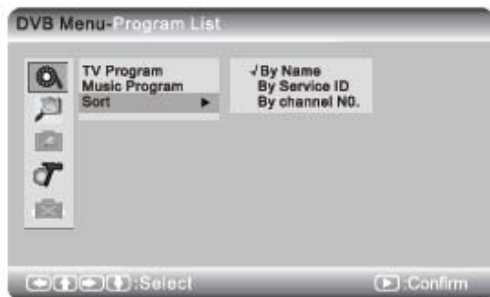 DVB Menu-Program List
TV Program
Music Program
Sort
√By Name
By Service ID
By channel N0.
:Select
:Confirm